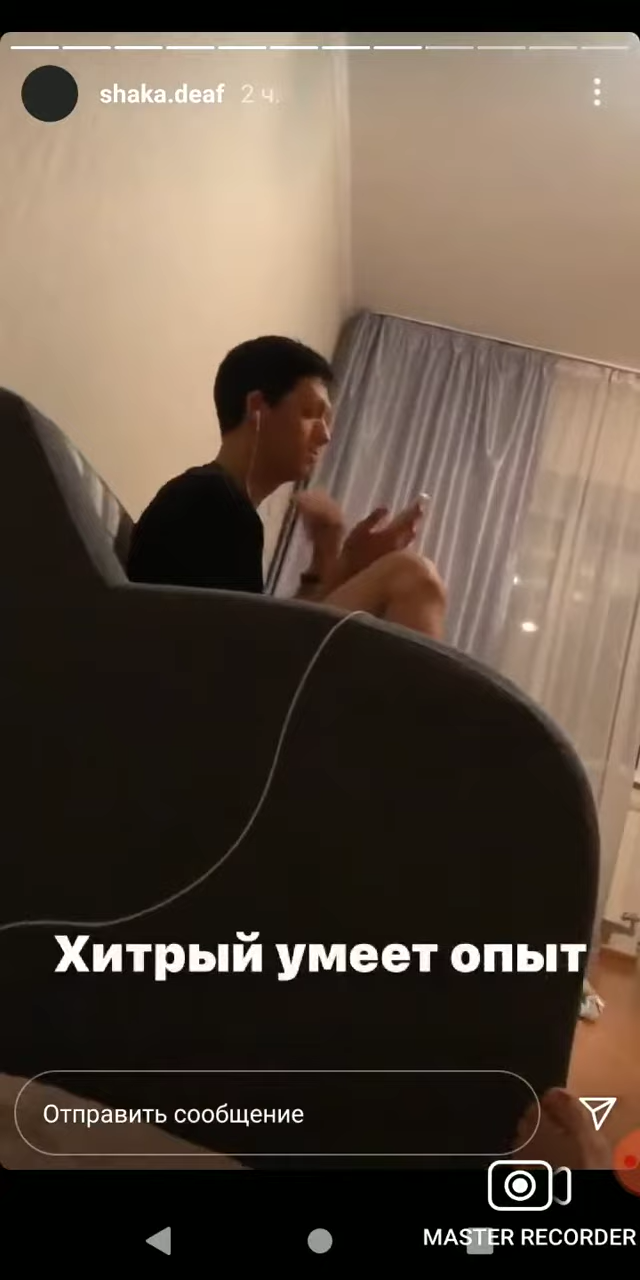 shaka.deaf 2 ч.
Хитрый умеет опыт
Отправить сообщение
MASTER RECORDER